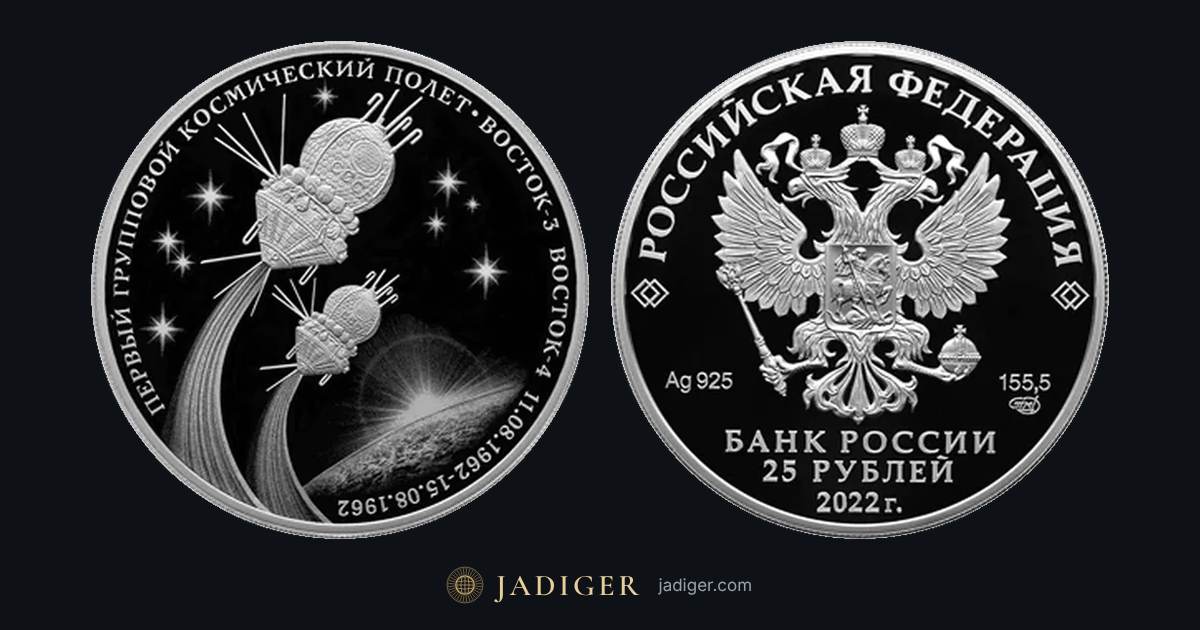 ПЕРВЫЙ ГРУППОВОЙ КОСМИЧЕСКИЙ ПОЛЕТ • ВОСТОК-3 ВОСТОК-4 11.08.1962-15.08.1962
РОССИЙСКАЯ ФЕДЕРАЦИЯ
Ag 925
155,5
БАНК РОССИИ
25 РУБЛЕЙ
2022 г.
JADIGER
jadiger.com